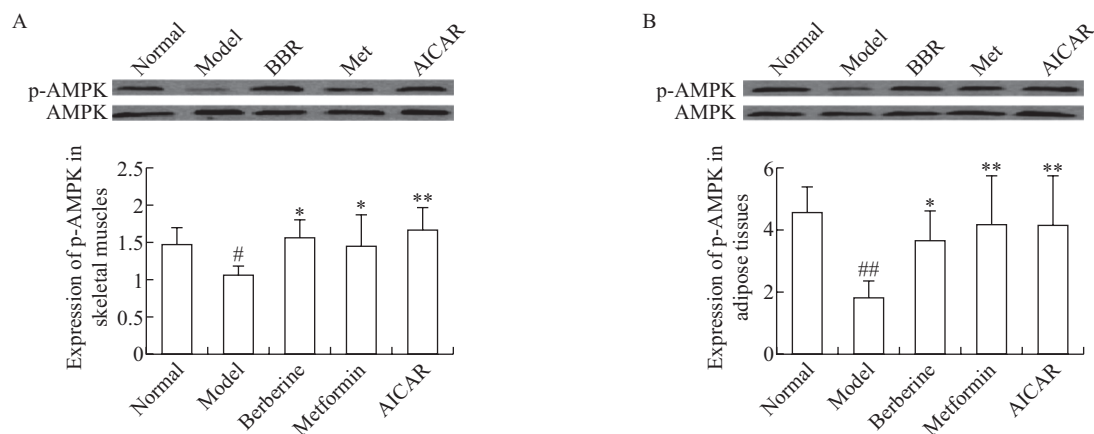 A
Normal
Model
BBR
Met
AICAR
p-AMPK
AMPK
Expression of p-AMPK in
skeletal muscles
2.5
2
1.5
1
0.5
0
#
*
*
**
Normal
Model
Berberine
Metformin
AICAR
B
Normal
Model
BBR
Met
AICAR
p-AMPK
AMPK
Expression of p-AMPK in
adipose tissues
6
4
2
0
##
*
**
**
Normal
Model
Berberine
Metformin
AICAR